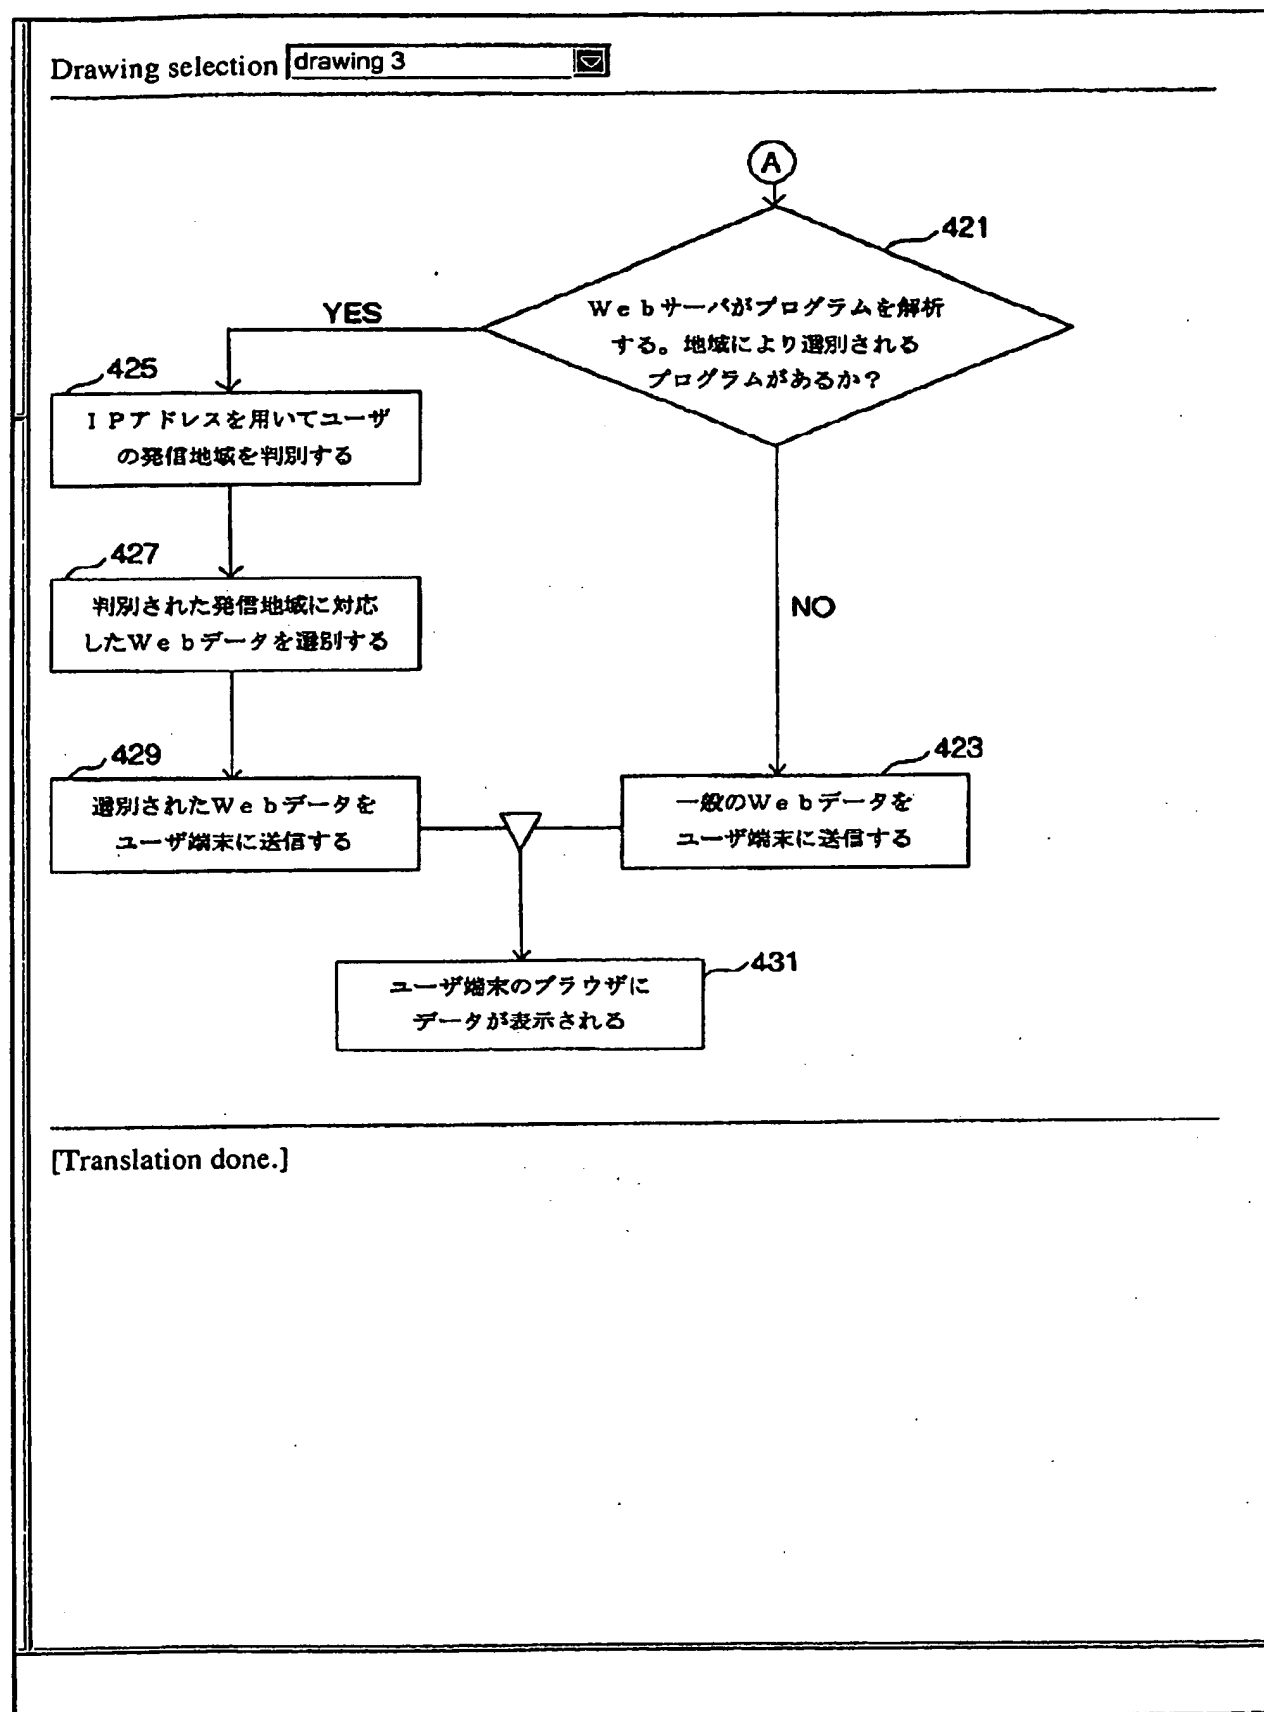 Drawing selection drawing 3
A
421
Webサーバがプログラムを解析
する。地域により選別される
プログラムがあるか?
YES
425
IPアドレスを用いてユーザ
の発信地域を判別する
427
判別された発信地域に対応
したWebデータを選別する
NO
429
選別されたWebデータを
ユーザ端末に送信する
423
一般のWebデータを
ユーザ端末に送信する
431
ユーザ端末のブラウザに
データが表示される
[Translation done.]